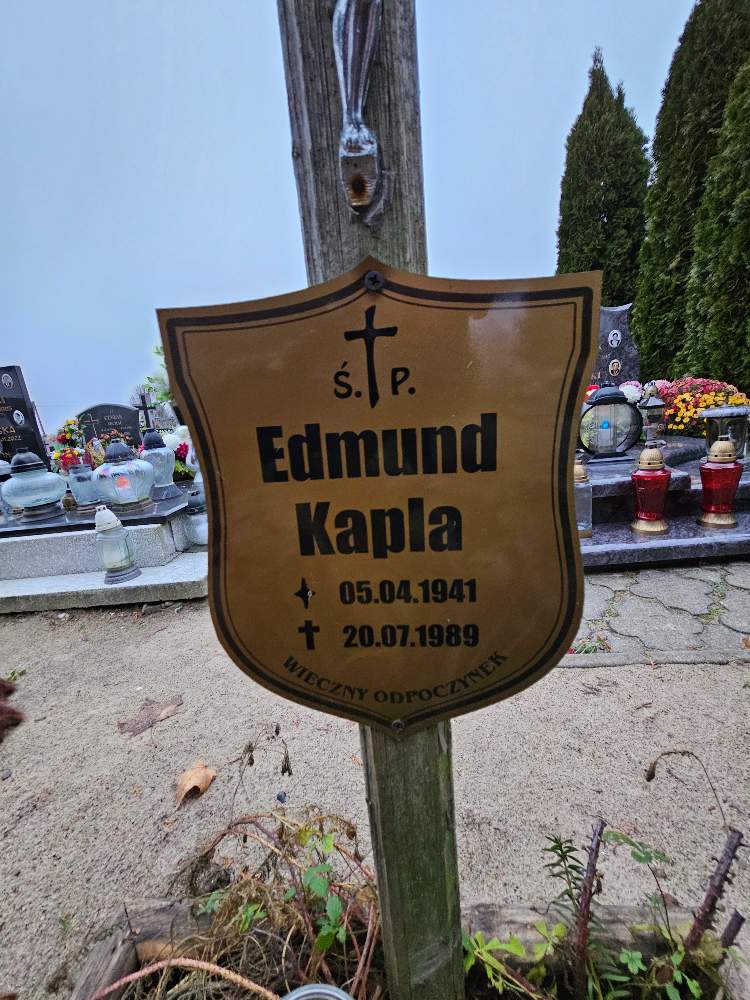 Ś. P.
Edmund
Kapla
05.04.1941
20.07.1989
WIECZNY ODPOCZYNEK